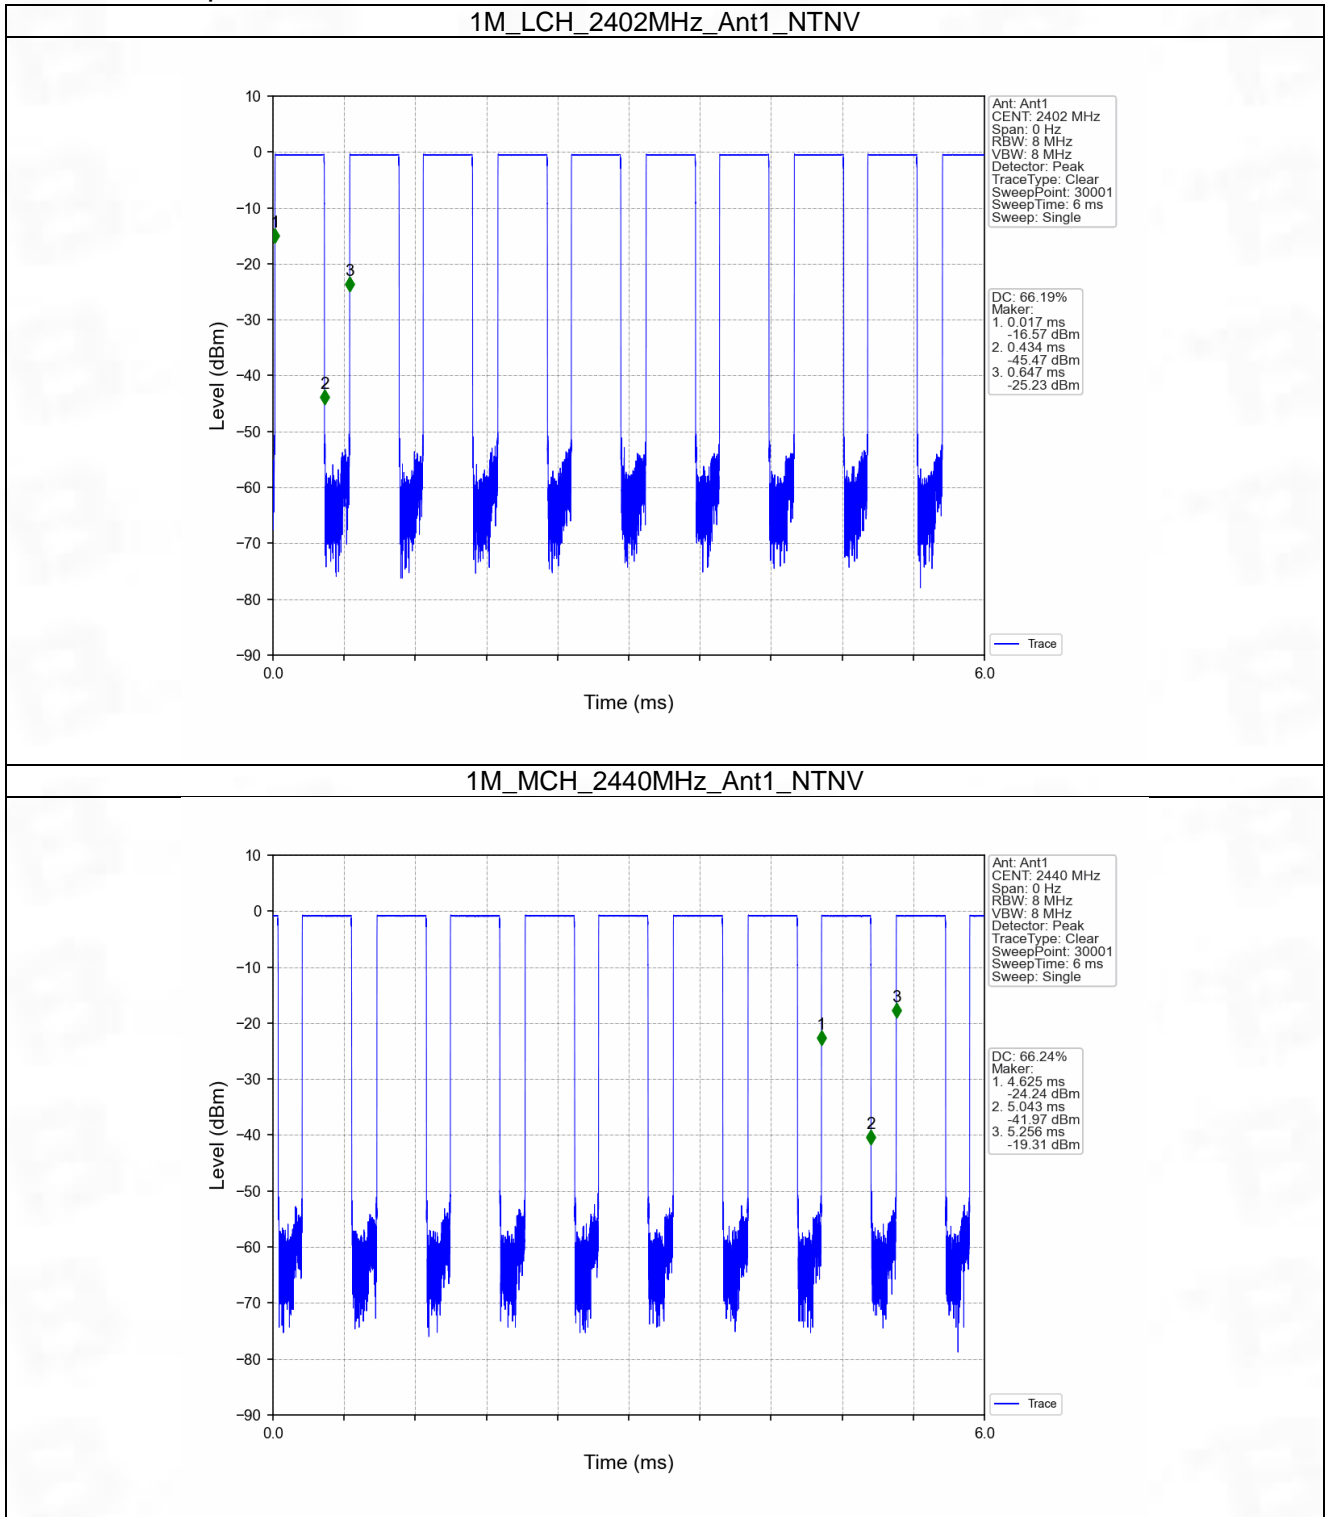 1M_LCH_2402MHz_Ant1_NTNV
10
0
−10
−20
−30
−40
−50
−60
−70
−80
−90
Level (dBm)
0.0
6.0
Time (ms)
1
2
3
Ant: Ant1
CENT: 2402 MHz
Span: 0 Hz
RBW: 8 MHz
VBW: 8 MHz
Detector: Peak
TraceType: Clear
SweepPoint: 30001
SweepTime: 6 ms
Sweep: Single
DC: 66.19%
Maker:
1. 0.017 ms
-16.57 dBm
2. 0.434 ms
-45.47 dBm
3. 0.647 ms
-25.23 dBm
Trace
1M_MCH_2440MHz_Ant1_NTNV
10
0
−10
−20
−30
−40
−50
−60
−70
−80
−90
Level (dBm)
0.0
6.0
Time (ms)
1
2
3
Ant: Ant1
CENT: 2440 MHz
Span: 0 Hz
RBW: 8 MHz
VBW: 8 MHz
Detector: Peak
TraceType: Clear
SweepPoint: 30001
SweepTime: 6 ms
Sweep: Single
DC: 66.24%
Maker:
1. 4.625 ms
-24.24 dBm
2. 5.043 ms
-41.97 dBm
3. 5.256 ms
-19.31 dBm
Trace